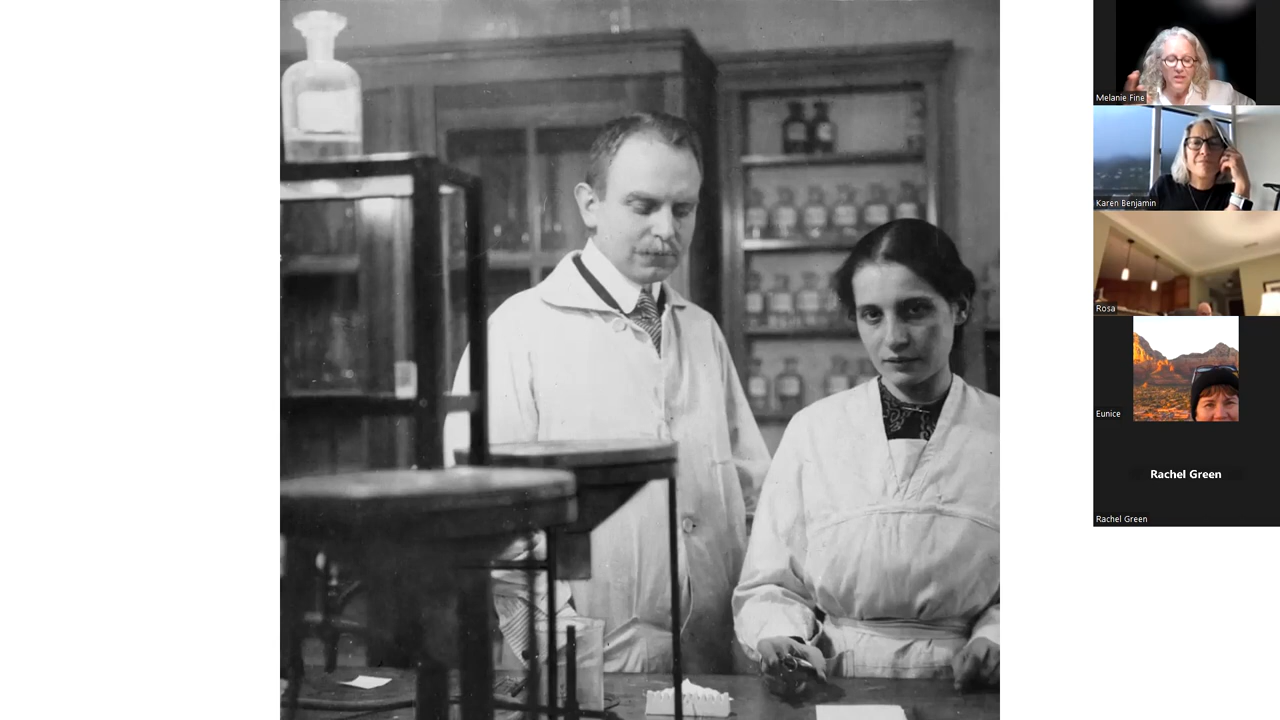 Melanie Fine
Karen Benjamin
Rosa
Eunice
Rachel Green
Rachel Green